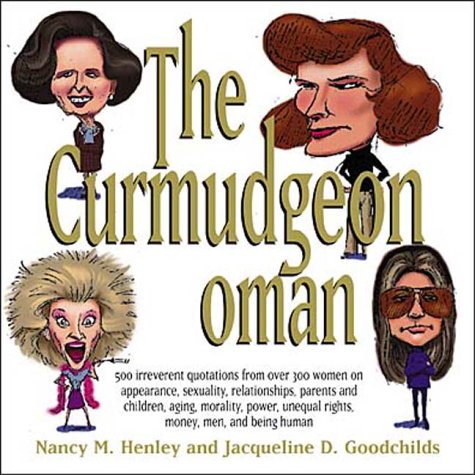 The
Curmudgeon
oman
500 irreverent quotations from over 300 women on
appearance, sexuality, relationships, parents and
children, aging, morality, power, unequal rights,
money, men, and being human
Nancy M. Henley and Jacqueline D. Goodchilds